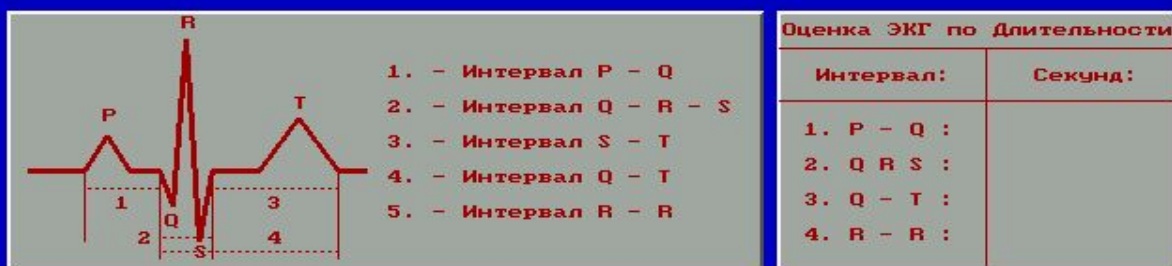 R
P
T
1
3
Q
2
4
S
1. - Интервал P - Q
2. - Интервал Q - R - S
3. - Интервал S - T
4. - Интервал Q - T
5. - Интервал R - R
Оценка ЭКГ по Длительности
Интервал: Секунд:
1. P - Q :
2. Q R S :
3. Q - T :
4. R - R :